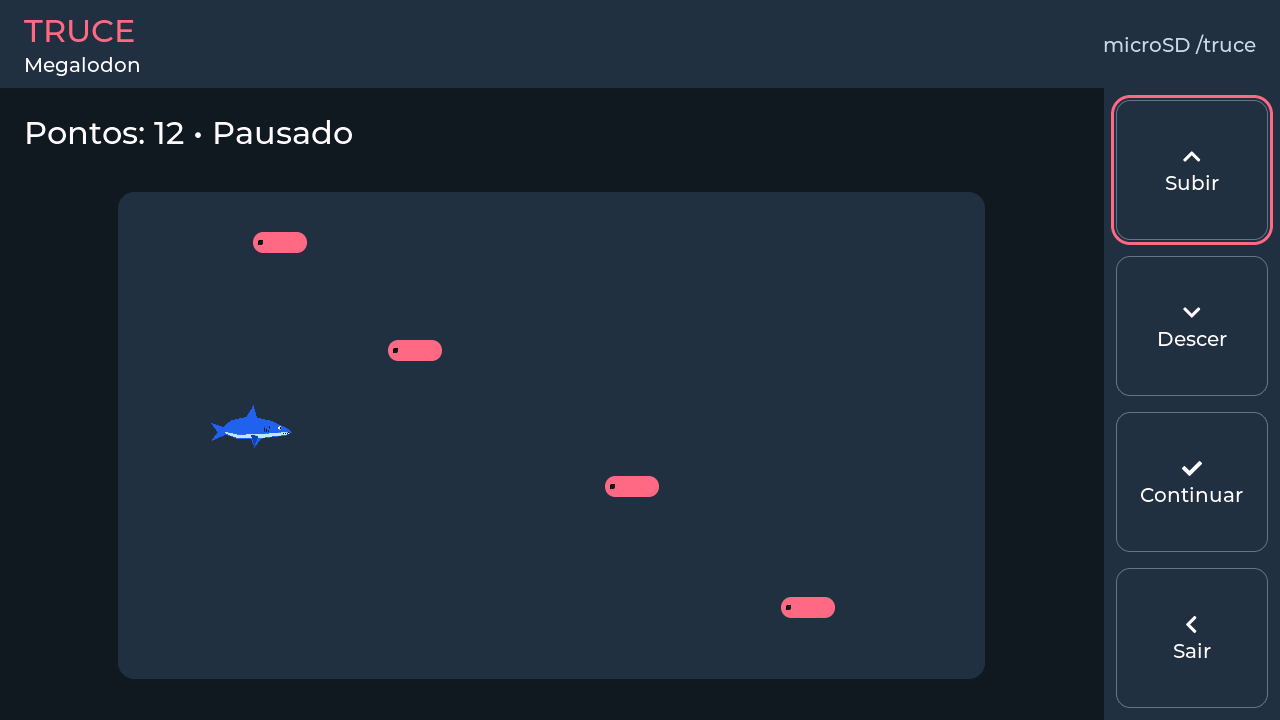 TRUCE
Megalodon
microSD /truce
Pontos: 12 • Pausado
Subir
Descer
Continuar
Sair